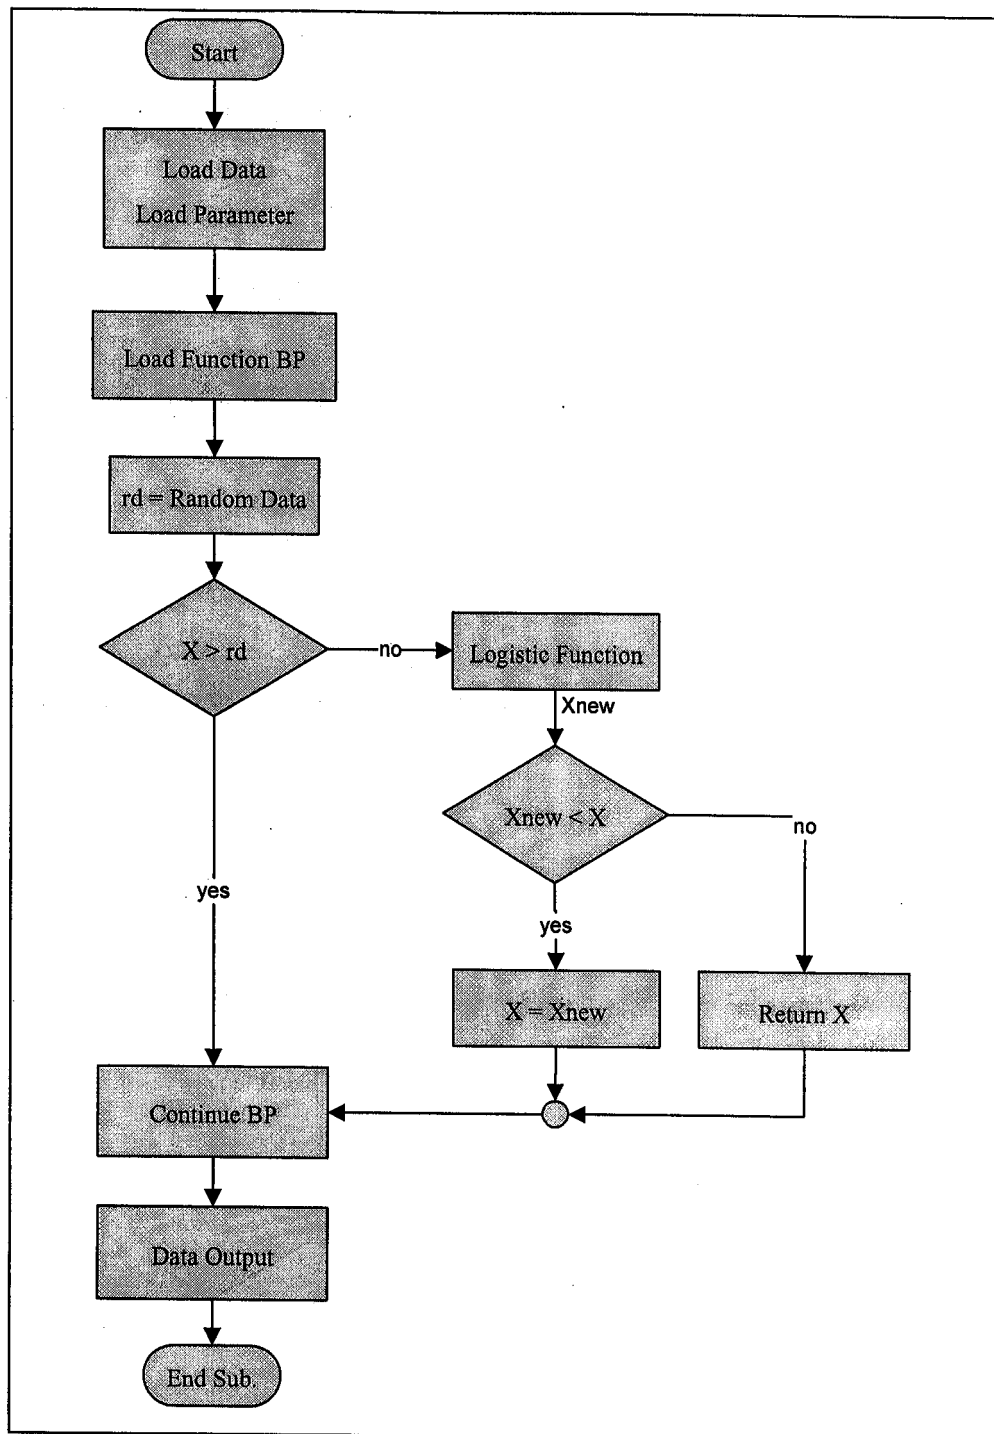 Start
Load Data
Load Parameter
Load Function BP
rd = Random Data
X > rd
no
Logistic Function
Xnew
Xnew < X
no
yes
yes
X = Xnew
Return X
Continue BP
Data Output
End Sub.